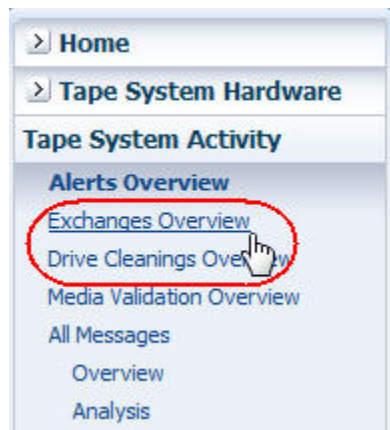 Home
Tape System Hardware
Tape System Activity
Alerts Overview
Exchanges Overview
Drive Cleanings Overview
Media Validation Overview
All Messages
Overview
Analysis